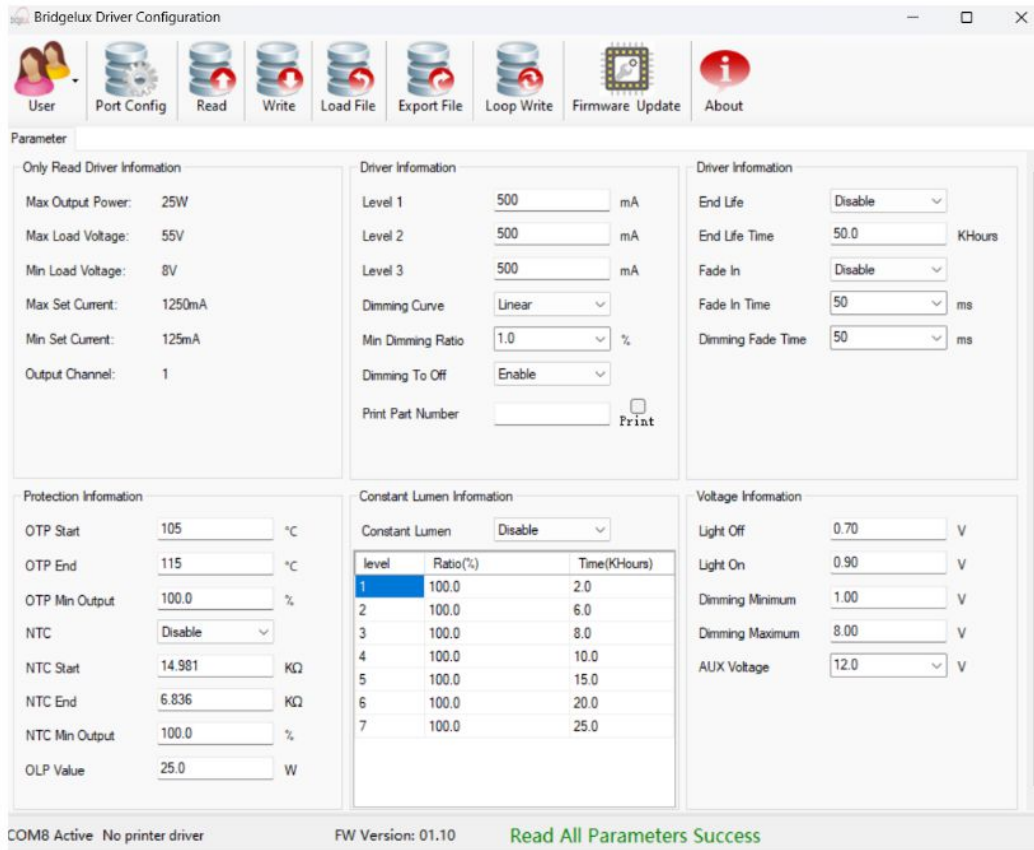 Bridgelux Driver Configuration
User
Port Config
Read
Write
Load File
Export File
Loop Write
Firmware Update
About
Parameter
Only Read Driver Information
Max Output Power: 25W
Max Load Voltage: 55V
Min Load Voltage: 8V
Max Set Current: 1250mA
Min Set Current: 125mA
Output Channel: 1
Driver Information
Level 1 500 mA
Level 2 500 mA
Level 3 500 mA
Dimming Curve Linear
Min Dimming Ratio 1.0 %
Dimming To Off Enable
Print Part Number Print
Driver Information
End Life Disable
End Life Time 50.0 KHours
Fade In Disable
Fade In Time 50 ms
Dimming Fade Time 50 ms
Protection Information
OTP Start 105 °C
OTP End 115 °C
OTP Min Output 100.0 %
NTC Disable
NTC Start 14.981 KΩ
NTC End 6.836 KΩ
NTC Min Output 100.0 %
OLP Value 25.0 W
Constant Lumen Information
Constant Lumen Disable
level Ratio(%) Time(KHours)
1 100.0 2.0
2 100.0 6.0
3 100.0 8.0
4 100.0 10.0
5 100.0 15.0
6 100.0 20.0
7 100.0 25.0
Voltage Information
Light Off 0.70 V
Light On 0.90 V
Dimming Minimum 1.00 V
Dimming Maximum 8.00 V
AUX Voltage 12.0 V
COM8 Active No printer driver FW Version: 01.10 Read All Parameters Success